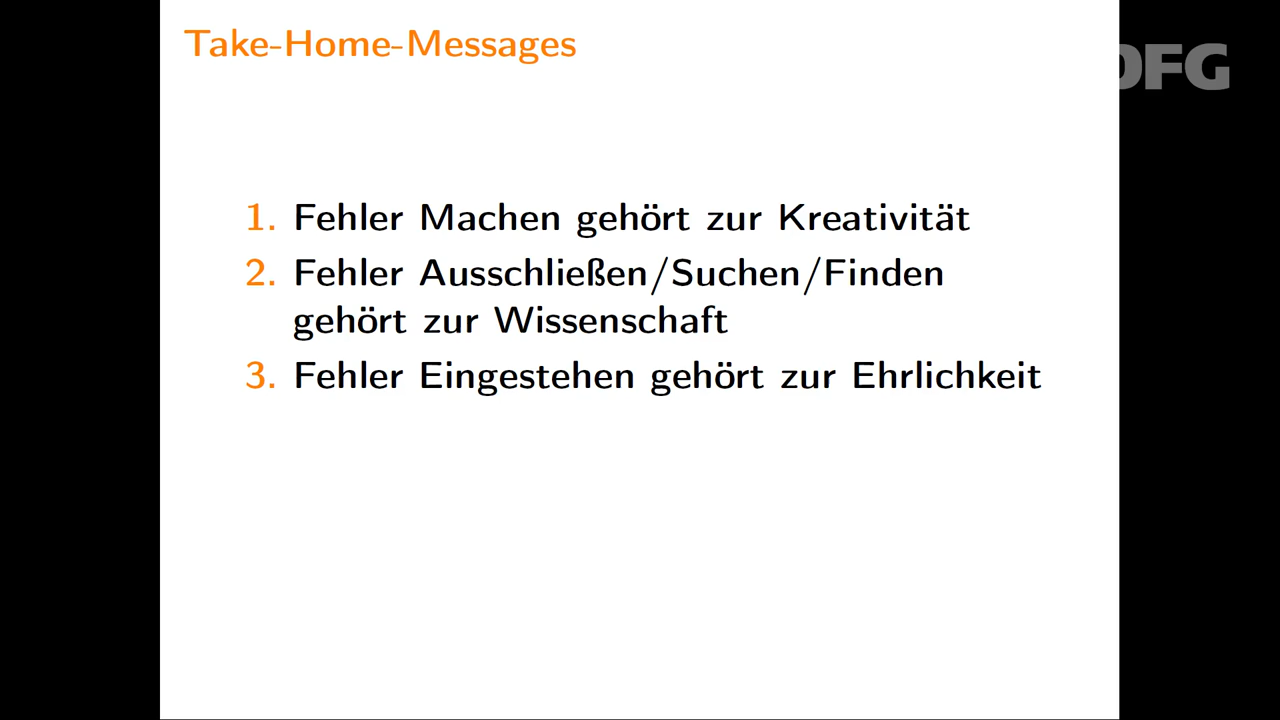 Take-Home-Messages
DFG
1. Fehler Machen gehört zur Kreativität
2. Fehler Ausschließen/Suchen/Finden
gehört zur Wissenschaft
3. Fehler Eingestehen gehört zur Ehrlichkeit